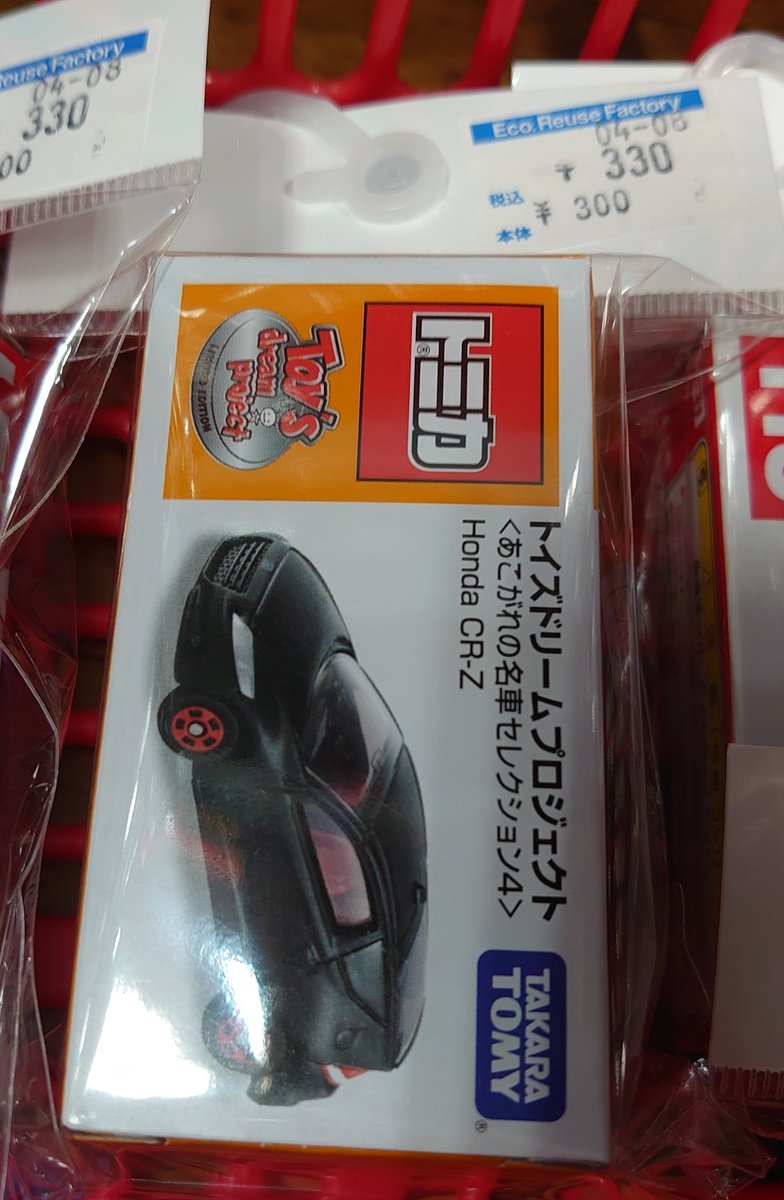 euse Factory
04-08
330
00
Eco.Reuse Factory
04-08
¥ 330
税込
¥ 300
本体
トミカ
®
Toy's
dream
project
LIMITED EDITION
トイズドリームプロジェクト
<あこがれの名車セレクション4>
Honda CR-Z
TAKARA
TOMY
®